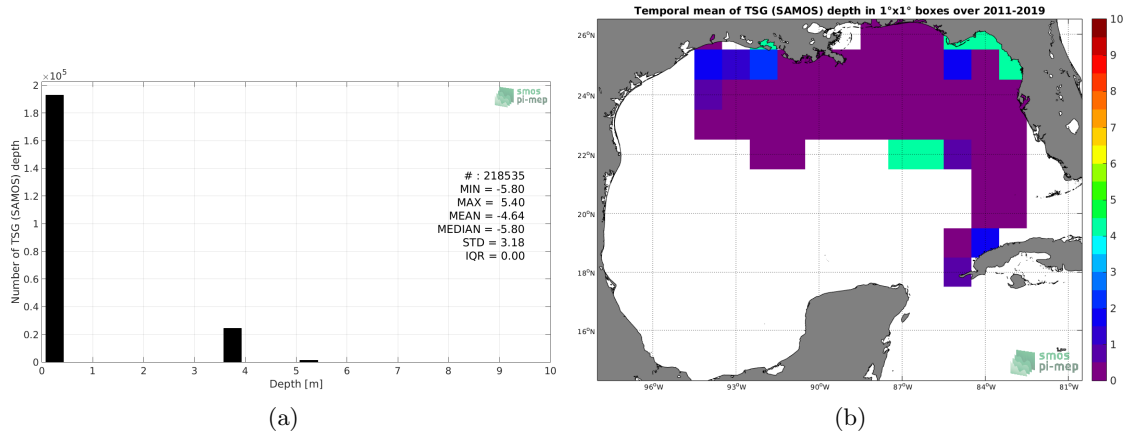 ×10⁵
2
1.8
1.6
1.4
1.2
1
0.8
0.6
0.4
0.2
0
Number of TSG (SAMOS) depth
0 1 2 3 4 5 6 7 8 9 10
Depth [m]
smos
pi-mep
# : 218535
MIN = -5.80
MAX = 5.40
MEAN = -4.64
MEDIAN = -5.80
STD = 3.18
IQR = 0.00
(a)
Temporal mean of TSG (SAMOS) depth in 1°x1° boxes over 2011-2019
26°N
24°N
22°N
20°N
18°N
16°N
96°W 93°W 90°W 87°W 84°W 81°W
smos
pi-mep
10
9
8
7
6
5
4
3
2
1
0
(b)